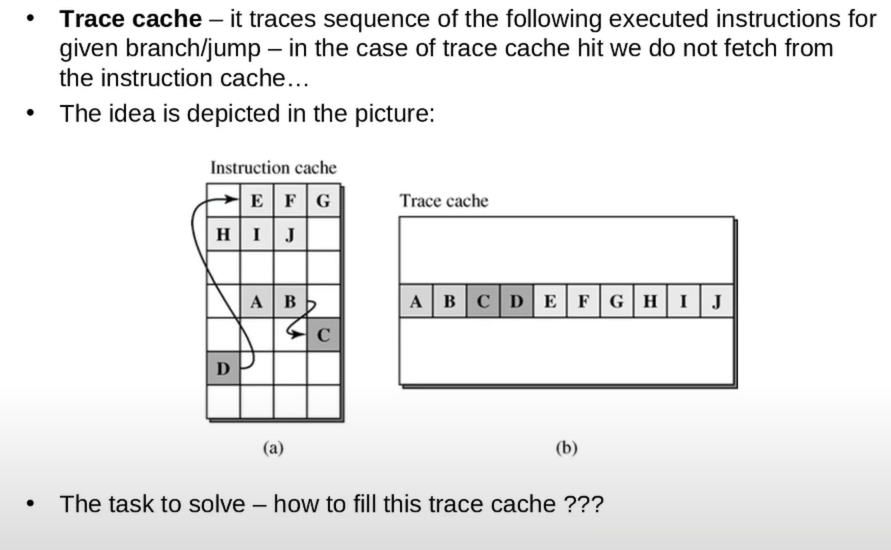 • Trace cache – it traces sequence of the following executed instructions for
given branch/jump – in the case of trace cache hit we do not fetch from
the instruction cache…
• The idea is depicted in the picture:
Instruction cache
E F G
H I J
A B
C
D
(a)
Trace cache
A B C D E F G H I J
(b)
• The task to solve – how to fill this trace cache ???